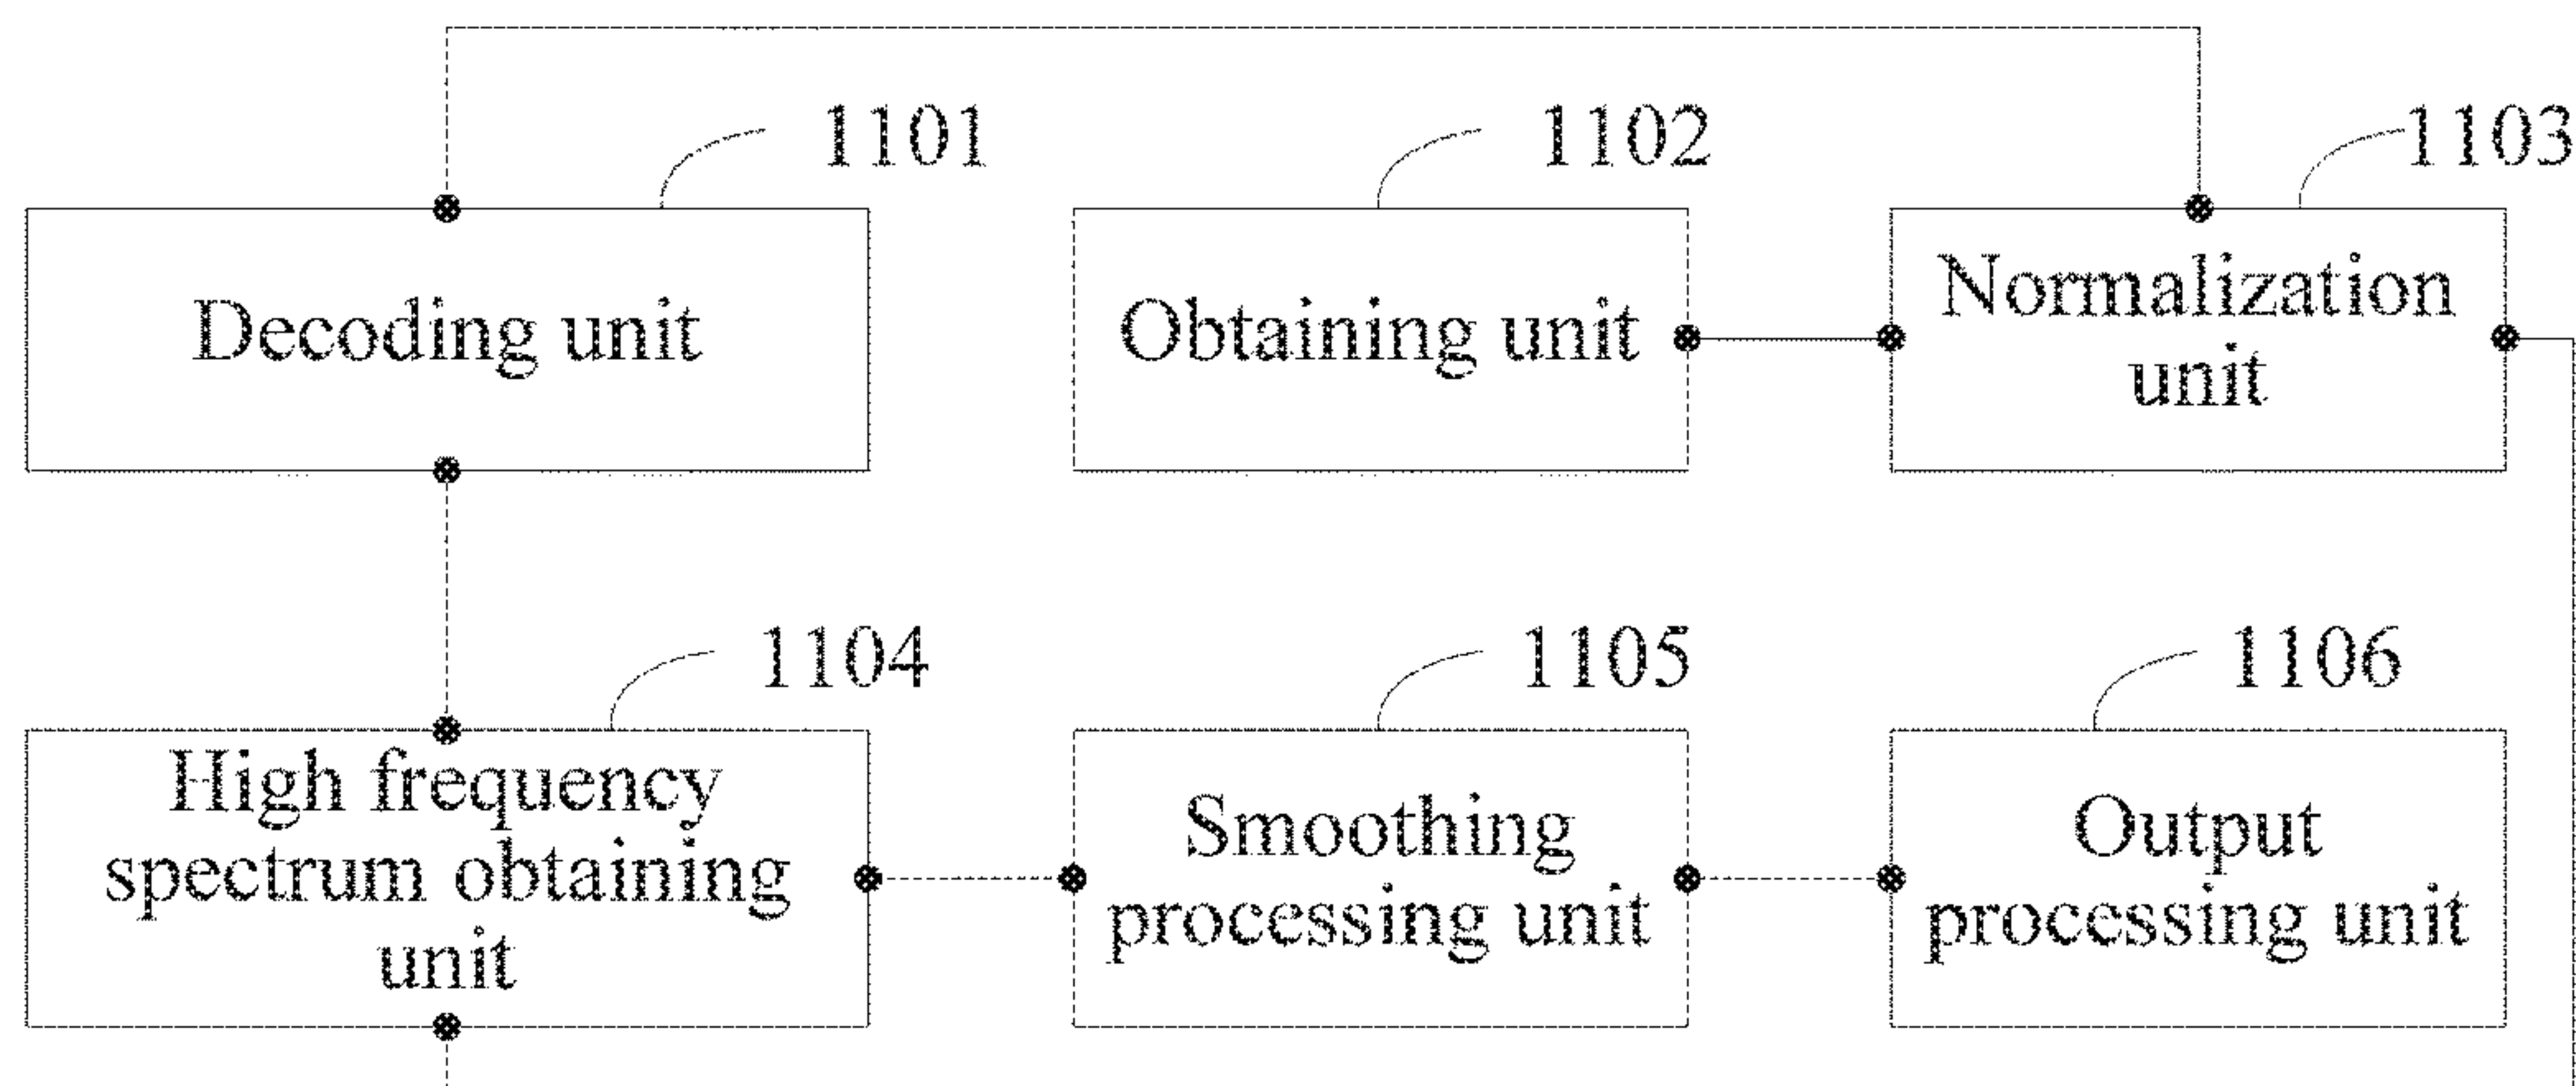 1101
1102
1103
Decoding unit
Obtaining unit
Normalization
unit
1104
1105
1106
High frequency
spectrum obtaining
unit
Smoothing
processing unit
Output
processing unit